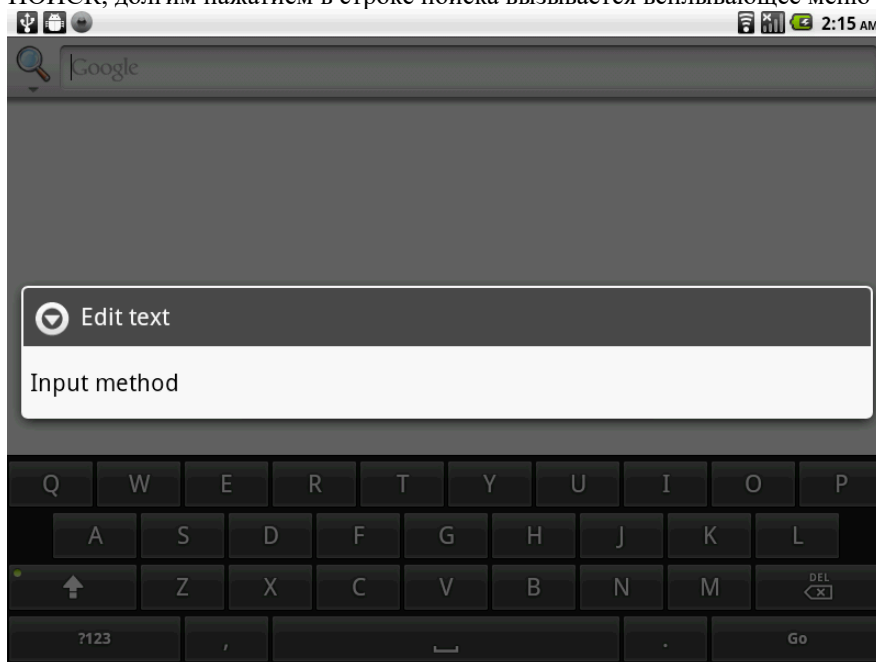 ПОИСК, долгим нажатием в строке поиска вызывается всплывающее меню
2:15 AM
Google
Edit text
Input method
Q W E R T Y U I O P
A S D F G H J K L
Z X C V B N M DEL
?123 , . Go